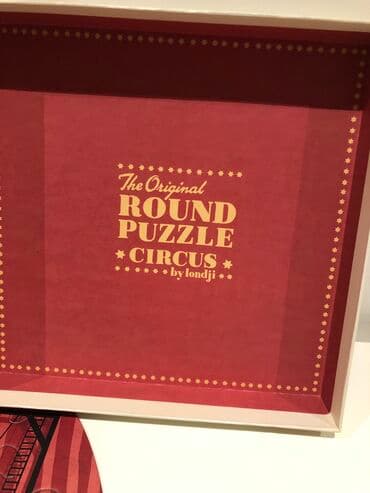 The Original
ROUND
PUZZLE
CIRCUS
by londji